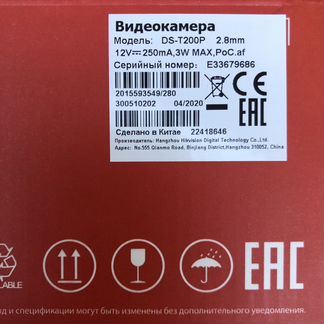 Видеокамера
Модель: DS-T200P 2.8mm
12V⎓250mA,3W MAX,PoC.af
Серийный номер: E33679686
2015593549/280
300510202 04/2020
EAC
Сделано в Китае 22418646
Производитель: Hangzhou Hikvision Digital Technology Co.,Ltd.
Адрес: No.555 Qianmo Road, Binjiang District,Hangzhou 310052, China
EAC
д и спецификации могут быть изменены без дополнительного уведомления.